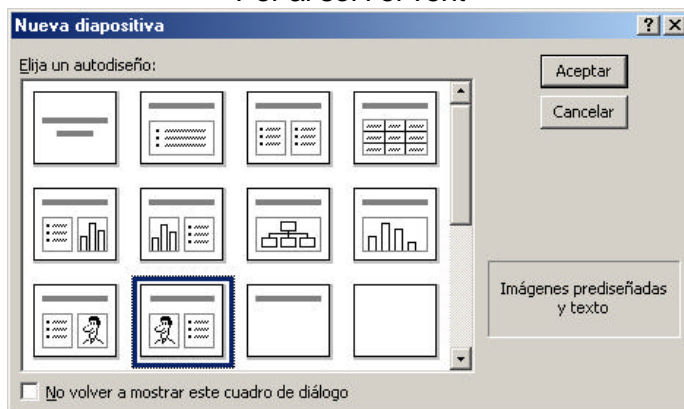 Nueva diapositiva
Elija un autodiseño:
Aceptar
Cancelar
Imágenes prediseñadas
y texto
No volver a mostrar este cuadro de diálogo